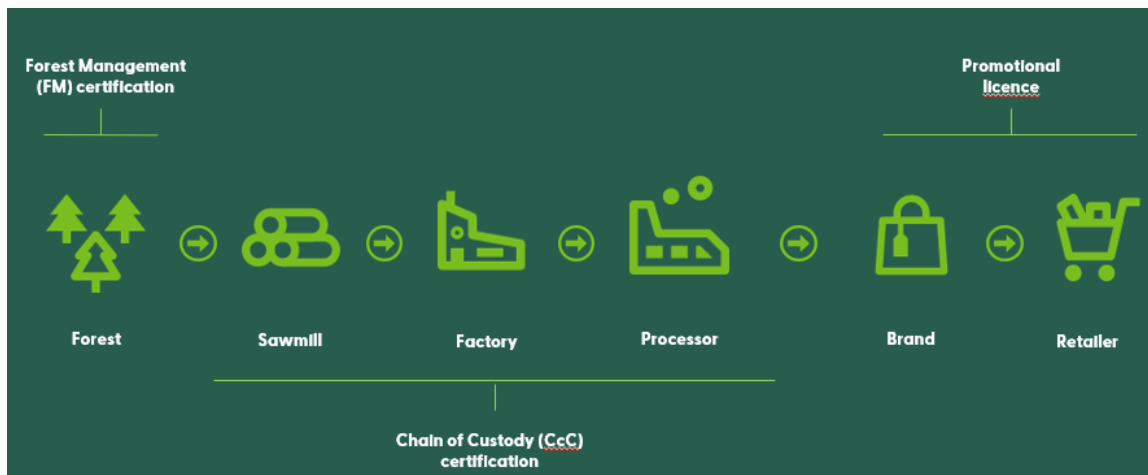 Forest Management
(FM) certification
Promotional
licence
Forest
Sawmill
Factory
Processor
Brand
Retailer
Chain of Custody (CcC)
certification